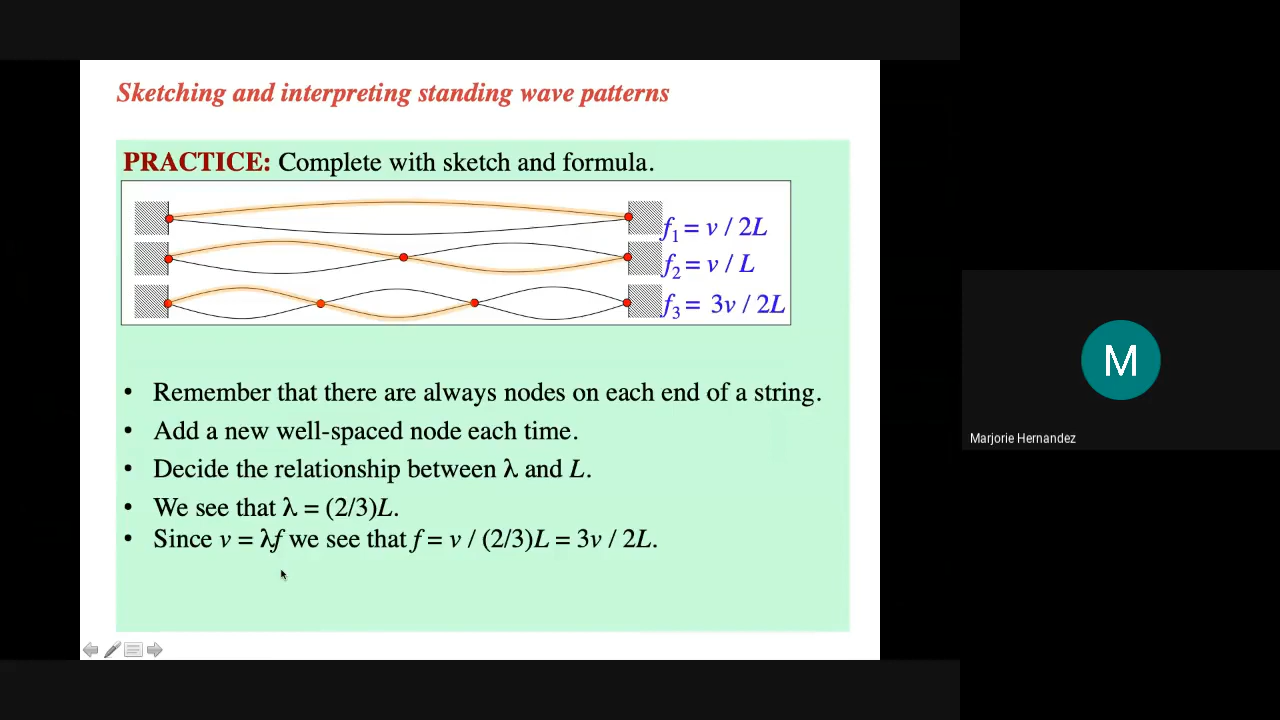 Sketching and interpreting standing wave patterns
PRACTICE: Complete with sketch and formula.
f₁ = v / 2L
f₂ = v / L
f₃ = 3v / 2L
• Remember that there are always nodes on each end of a string.
• Add a new well-spaced node each time.
• Decide the relationship between λ and L.
• We see that λ = (2/3)L.
• Since v = λf we see that f = v / (2/3)L = 3v / 2L.
M
Marjorie Hernandez